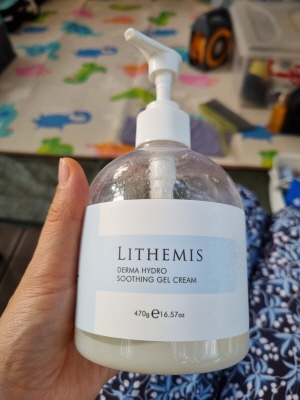 LITHEMIS
DERMA HYDRO
SOOTHING GEL CREAM
470g ℮ 16.57oz